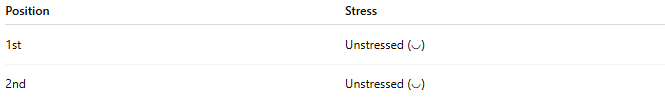 Position Stress
1st Unstressed (◡)
2nd Unstressed (◡)